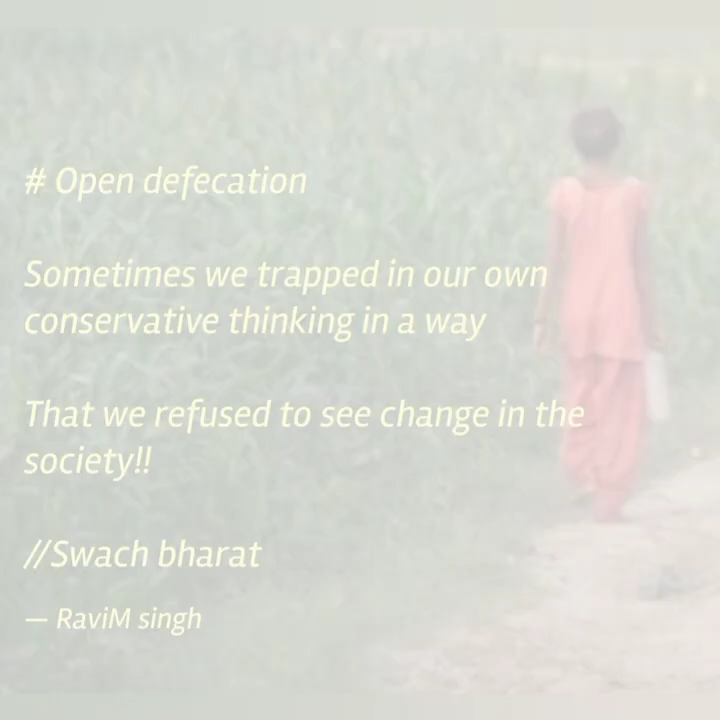 # Open defecation
Sometimes we trapped in our own
conservative thinking in a way
That we refused to see change in the
society!!
//Swach bharat
— RaviM singh